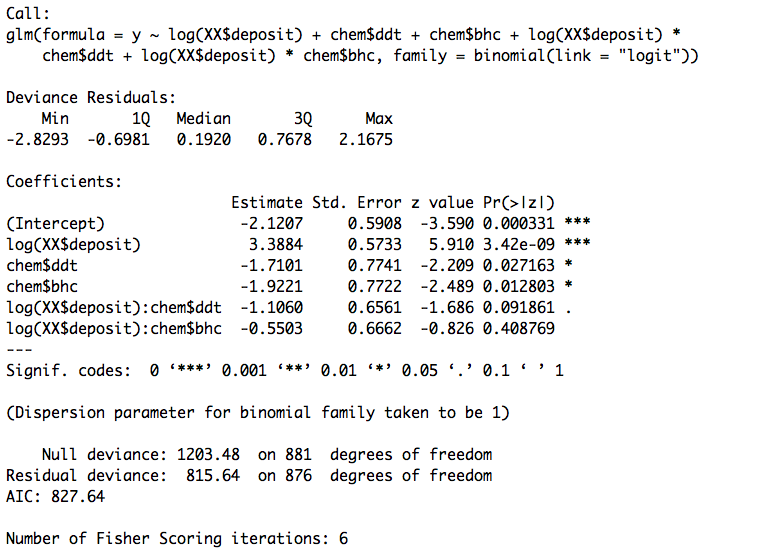 Call:
glm(formula = y ~ log(XX$deposit) + chem$ddt + chem$bhc + log(XX$deposit) *
    chem$ddt + log(XX$deposit) * chem$bhc, family = binomial(link = "logit"))

Deviance Residuals:
    Min       1Q   Median       3Q      Max
-2.8293  -0.6981   0.1920   0.7678   2.1675

Coefficients:
                         Estimate Std. Error z value Pr(>|z|)
(Intercept)               -2.1207     0.5908  -3.590 0.000331 ***
log(XX$deposit)            3.3884     0.5733   5.910 3.42e-09 ***
chem$ddt                  -1.7101     0.7741  -2.209 0.027163 *
chem$bhc                  -1.9221     0.7722  -2.489 0.012803 *
log(XX$deposit):chem$ddt  -1.1060     0.6561  -1.686 0.091861 .
log(XX$deposit):chem$bhc  -0.5503     0.6662  -0.826 0.408769
---
Signif. codes:  0 ‘***’ 0.001 ‘**’ 0.01 ‘*’ 0.05 ‘.’ 0.1 ‘ ’ 1

(Dispersion parameter for binomial family taken to be 1)

    Null deviance: 1203.48  on 881  degrees of freedom
Residual deviance:  815.64  on 876  degrees of freedom
AIC: 827.64

Number of Fisher Scoring iterations: 6